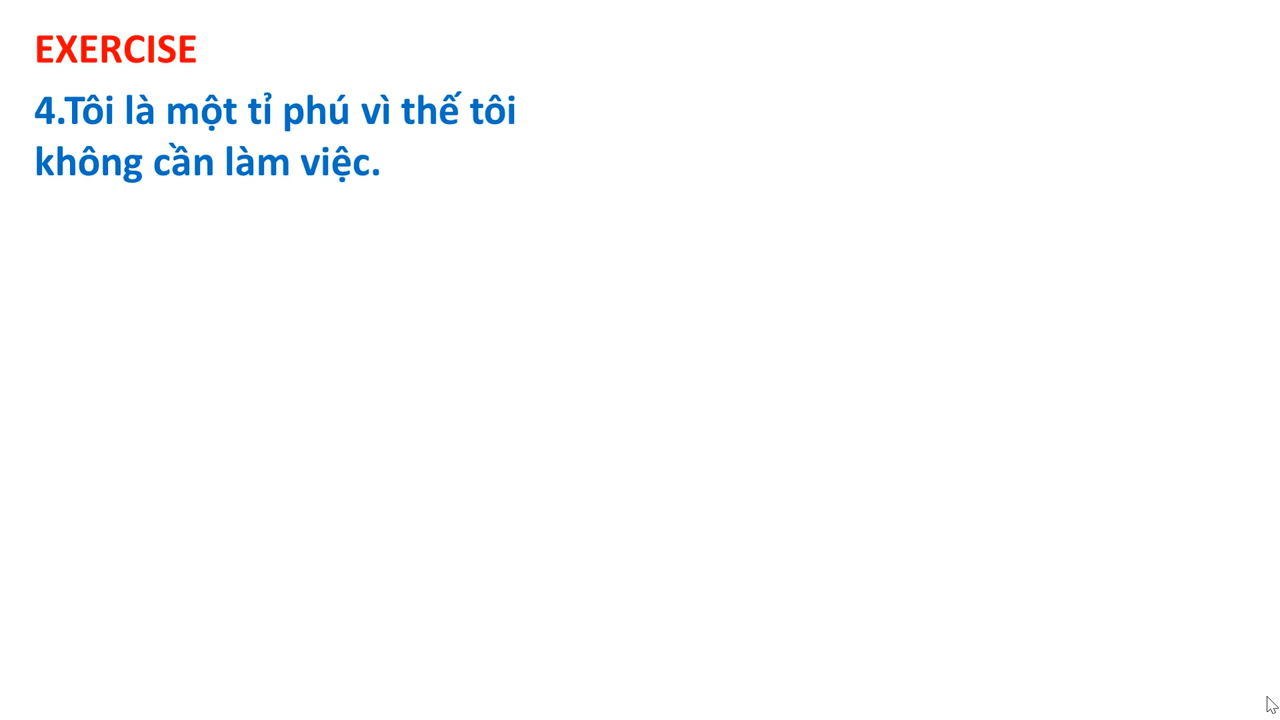 EXERCISE
4.Tôi là một tỉ phú vì thế tôi
không cần làm việc.